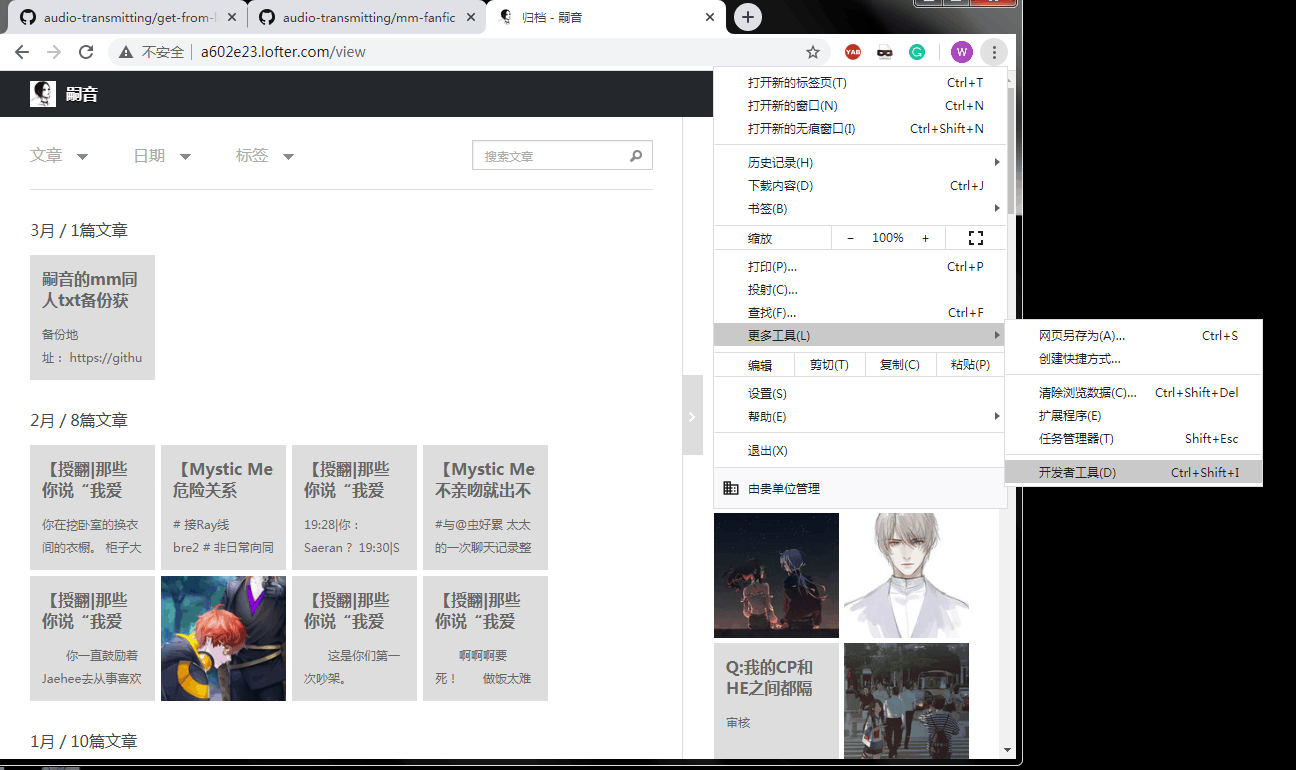 audio-transmitting/get-from-l
audio-transmitting/mm-fanfic
归档 - 嗣音
不安全
a602e23.lofter.com/view
YAB
W
嗣音
文章
日期
标签
搜索文章
3月 / 1篇文章
嗣音的mm同
人txt备份获
备份地
址： https://githu
2月 / 8篇文章
【授翻|那些
你说“我爱
你在挖卧室的换衣
间的衣橱。 柜子大
【Mystic Me
危险关系
# 接Ray线
bre2 # 非日常向同
【授翻|那些
你说“我爱
19:28|你：
Saeran？ 19:30|S
【Mystic Me
不亲吻就出不
#与@虫好累 太太
的一次聊天记录整
【授翻|那些
你说“我爱
你一直鼓励着
Jaehee去从事喜欢
【授翻|那些
你说“我爱
这是你们第一
次吵架。
【授翻|那些
你说“我爱
啊啊啊要
死！ 做饭太难
1月 / 10篇文章
打开新的标签页(T) Ctrl+T
打开新的窗口(N) Ctrl+N
打开新的无痕窗口(I) Ctrl+Shift+N
历史记录(H)
下载内容(D) Ctrl+J
书签(B)
缩放 − 100% +
打印(P)... Ctrl+P
投射(C)...
查找(F)... Ctrl+F
更多工具(L)
编辑 剪切(T) 复制(C) 粘贴(P)
设置(S)
帮助(E)
退出(X)
由贵单位管理
网页另存为(A)... Ctrl+S
创建快捷方式...
清除浏览数据(C)... Ctrl+Shift+Del
扩展程序(E)
任务管理器(T) Shift+Esc
开发者工具(D) Ctrl+Shift+I
Q:我的CP和
HE之间都隔
审核